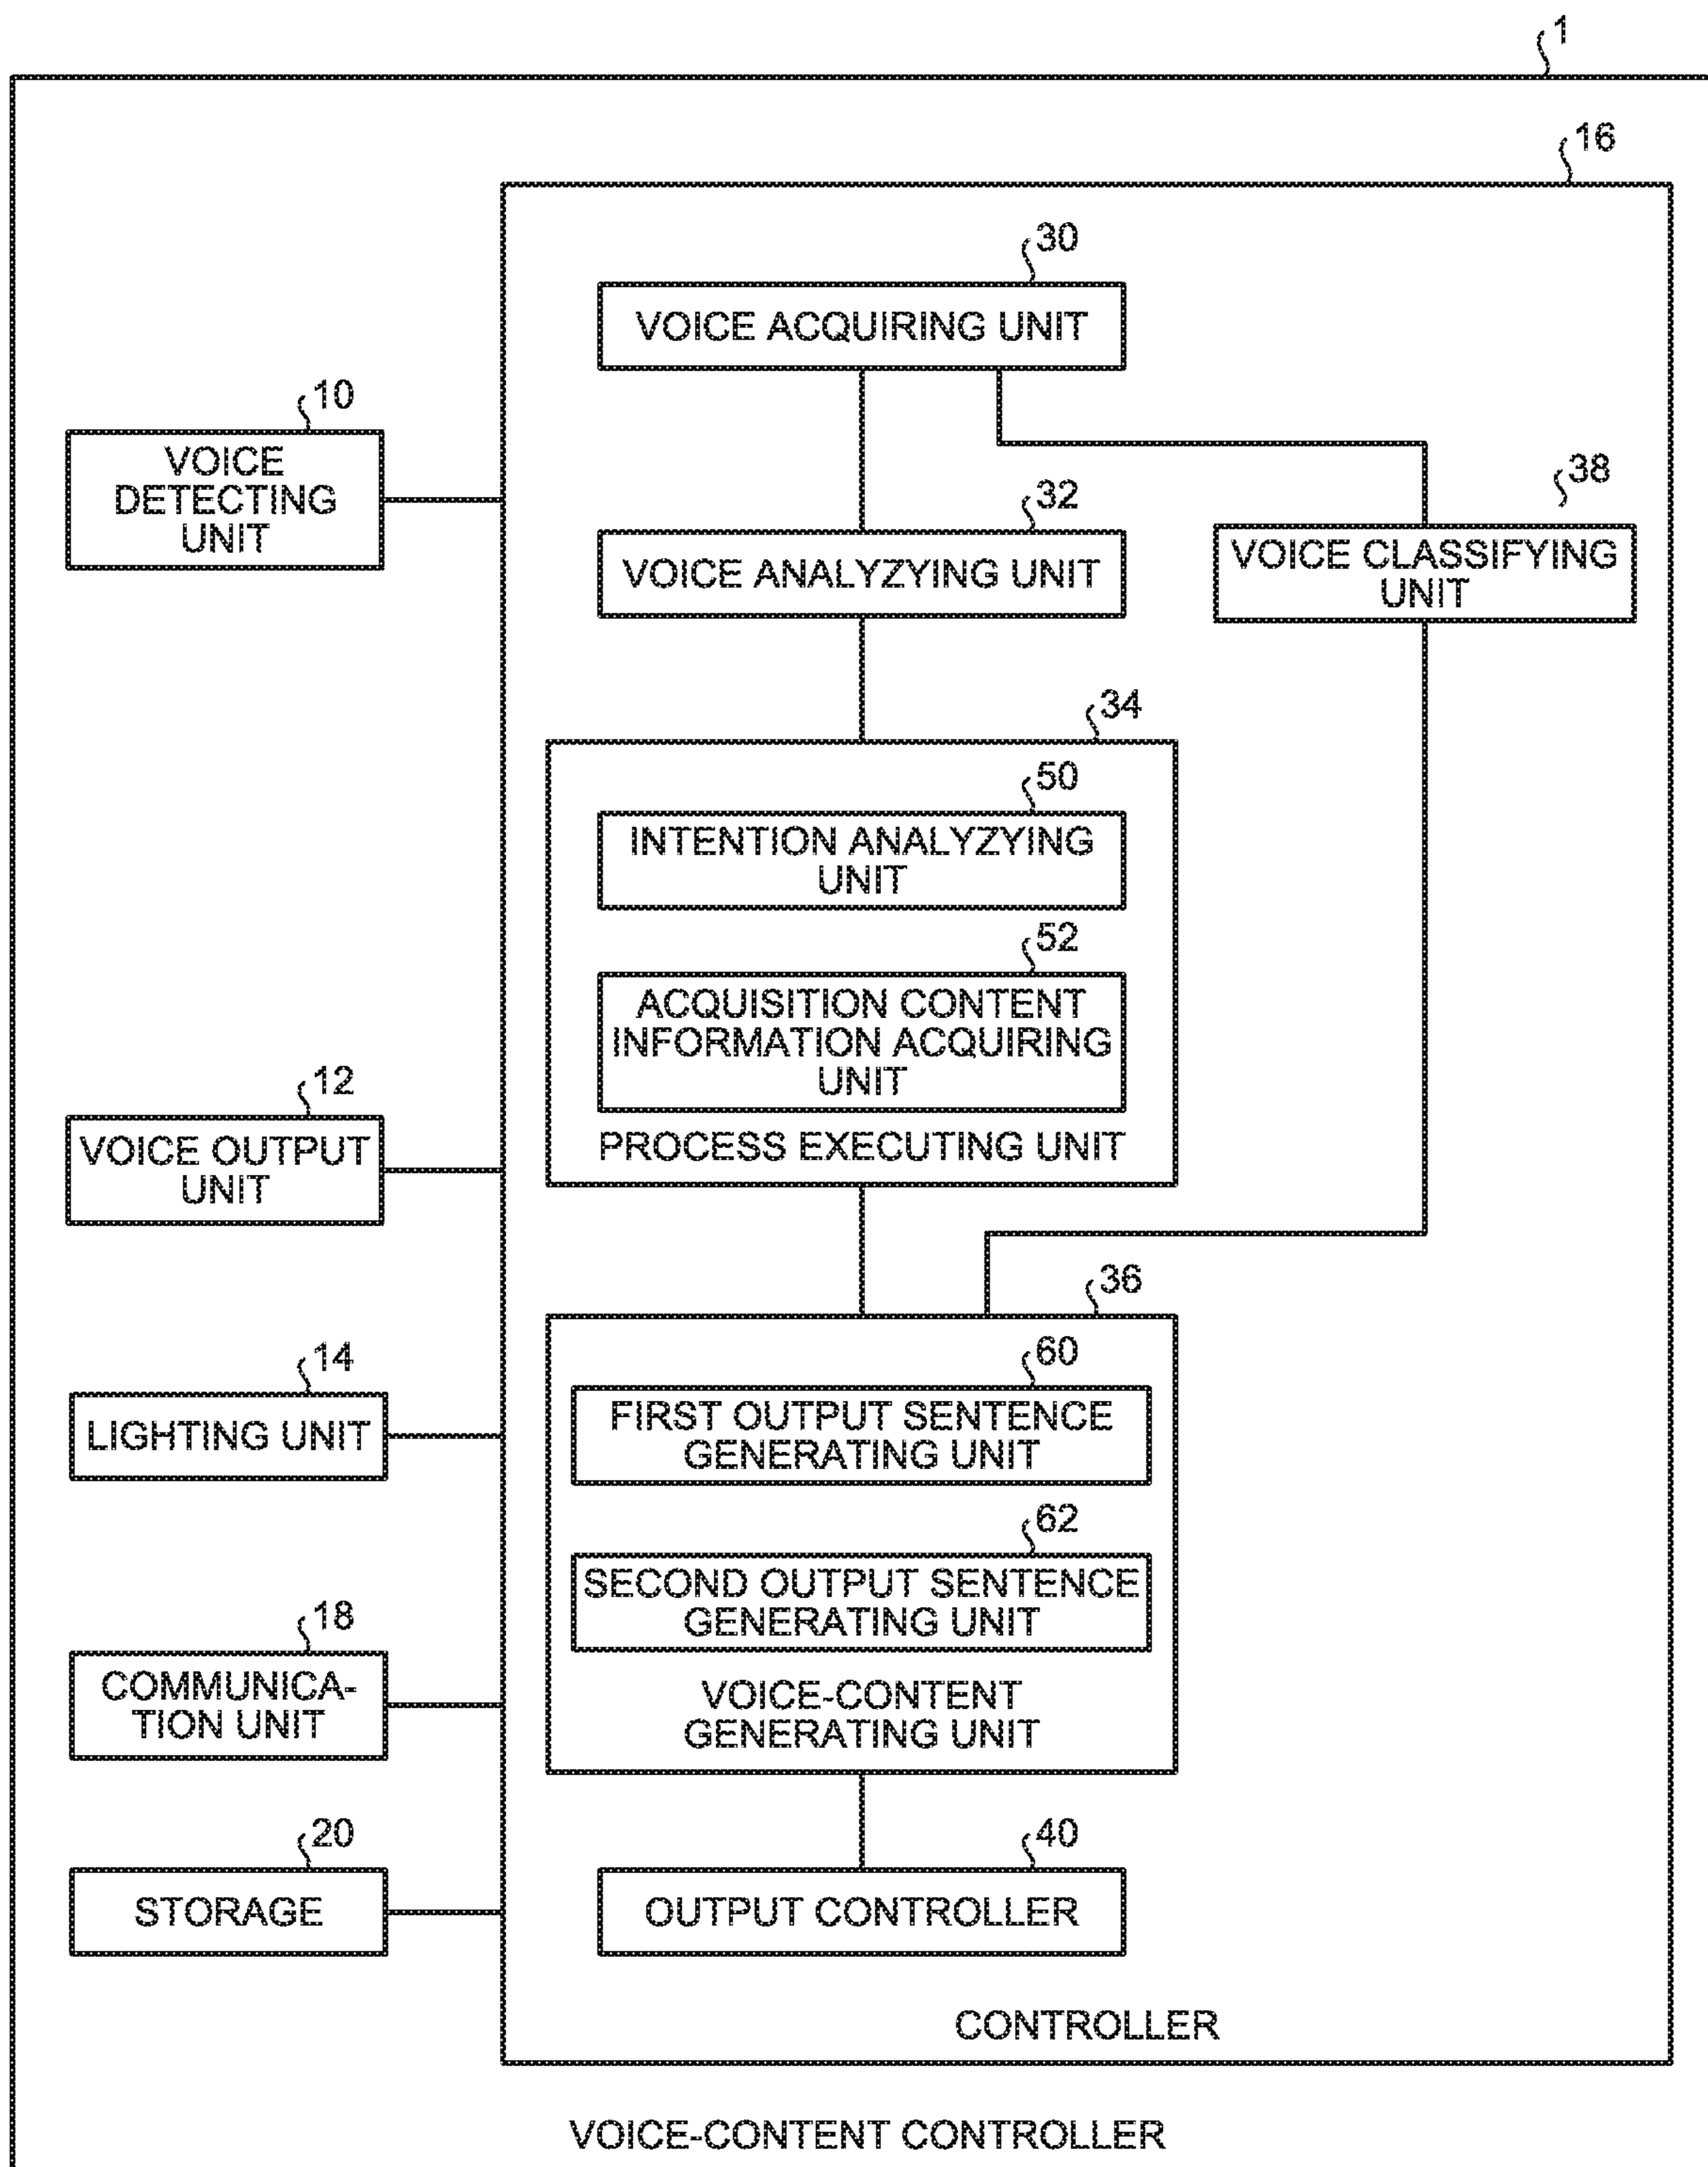 1
16
30
VOICE ACQUIRING UNIT
10
VOICE
DETECTING
UNIT
32
VOICE ANALYZYING UNIT
38
VOICE CLASSIFYING
UNIT
34
50
INTENTION ANALYZYING
UNIT
52
ACQUISITION CONTENT
INFORMATION ACQUIRING
UNIT
PROCESS EXECUTING UNIT
12
VOICE OUTPUT
UNIT
36
60
FIRST OUTPUT SENTENCE
GENERATING UNIT
14
LIGHTING UNIT
62
SECOND OUTPUT SENTENCE
GENERATING UNIT
18
COMMUNICA-
TION UNIT
VOICE-CONTENT
GENERATING UNIT
20
STORAGE
40
OUTPUT CONTROLLER
CONTROLLER
VOICE-CONTENT CONTROLLER